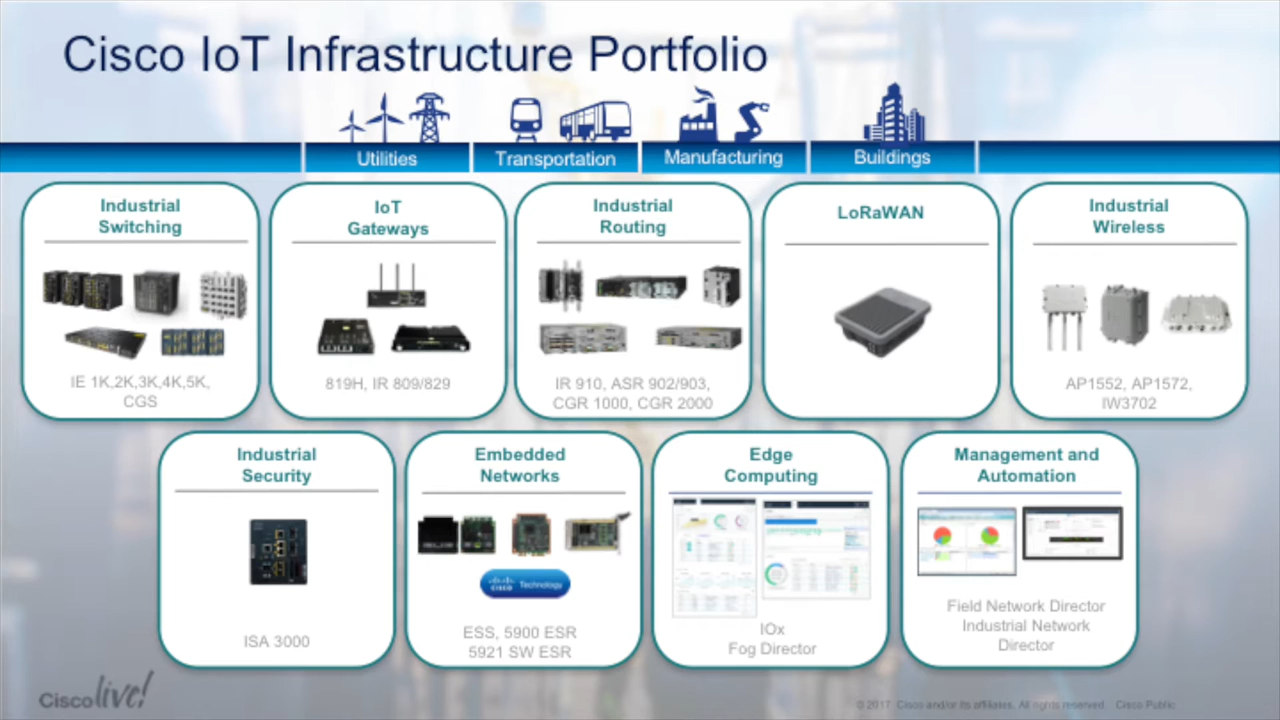 Cisco IoT Infrastructure Portfolio
Utilities
Transportation
Manufacturing
Buildings
Industrial
Switching
IE 1K,2K,3K,4K,5K,
CGS
IoT
Gateways
819H, IR 809/829
Industrial
Routing
IR 910, ASR 902/903,
CGR 1000, CGR 2000
LoRaWAN
Industrial
Wireless
AP1552, AP1572,
IW3702
Industrial
Security
ISA 3000
Embedded
Networks
CISCO Technology
ESS, 5900 ESR
5921 SW ESR
Edge
Computing
IOx
Fog Director
Management and
Automation
Field Network Director
Industrial Network
Director
Cisco live!
© 2017 Cisco and/or its affiliates. All rights reserved. Cisco Public